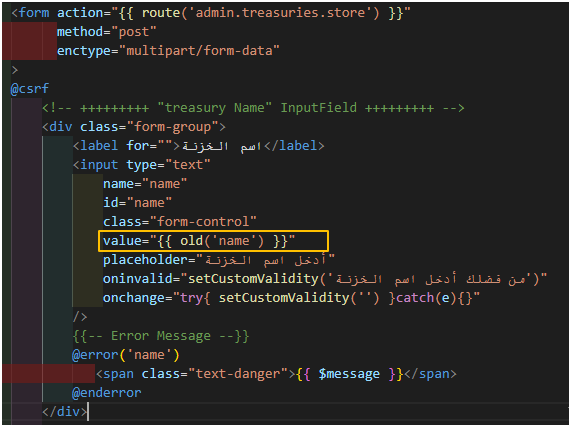 <form action="{{ route('admin.treasuries.store') }}"
method="post"
enctype="multipart/form-data"
>
@csrf
<!-- +++++++++ "treasury Name" InputField +++++++++ -->
<div class="form-group">
<label for="">اسم الخزنة</label>
<input type="text"
name="name"
id="name"
class="form-control"
value="{{ old('name') }}"
placeholder="أدخل اسم الخزنة"
oninvalid="setCustomValidity('من فضلك أدخل اسم الخزنة')"
onchange="try{ setCustomValidity('') }catch(e){}"
/>
{{-- Error Message --}}
@error('name')
<span class="text-danger">{{ $message }}</span>
@enderror
</div>